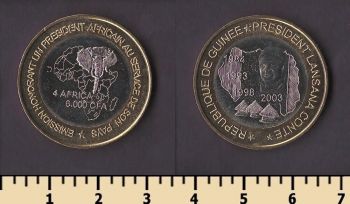 EMISSION HONORANT UN PRESIDENT AFRICAIN AU SERVICE DE SON PAYS
4 AFRICA
6.000 CFA
REPUBLIQUE DE GUINEE ★ PRESIDENT LANSANA CONTE ★
1984
1993
1998 2003
1 2 3 4 5 6 7